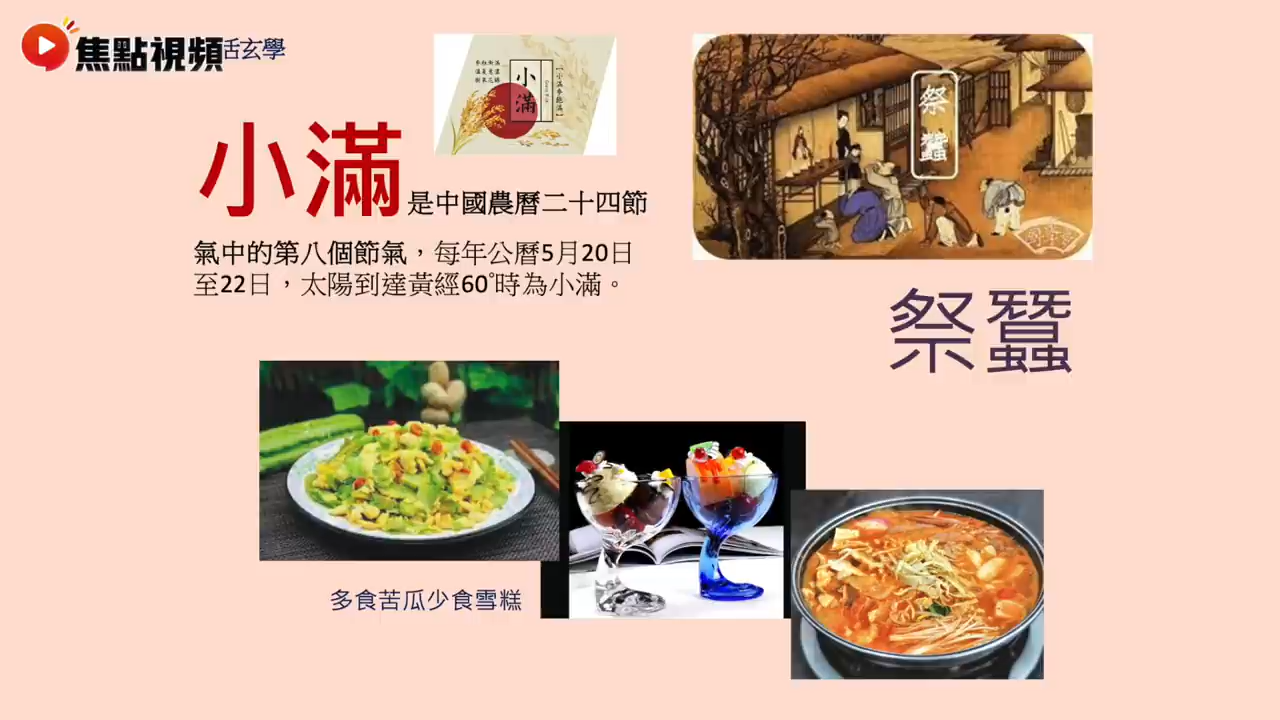 焦點視頻
活玄學
小滿
小滿
是中國農曆二十四節
氣中的第八個節氣，每年公曆5月20日
至22日，太陽到達黃經60°時為小滿。
祭蠶
祭蠶
多食苦瓜少食雪糕